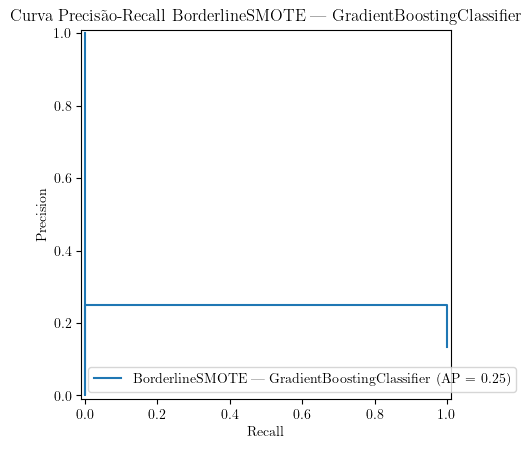 Curva Precisão-Recall BorderlineSMOTE — GradientBoostingClassifier
1.0
0.8
0.6
0.4
0.2
0.0
Precision
BorderlineSMOTE — GradientBoostingClassifier (AP = 0.25)
0.0 0.2 0.4 0.6 0.8 1.0
Recall